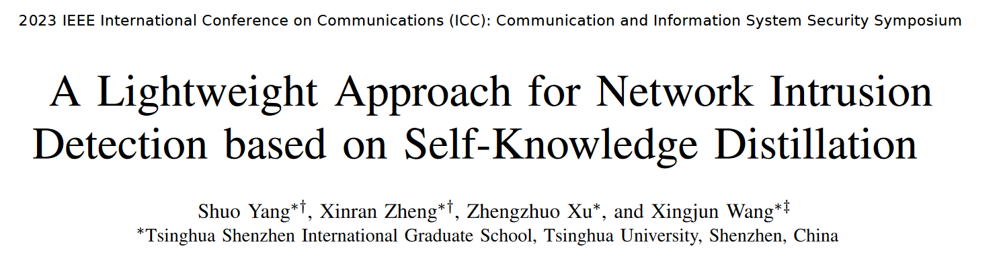 2023 IEEE International Conference on Communications (ICC): Communication and Information System Security Symposium
A Lightweight Approach for Network Intrusion
Detection based on Self-Knowledge Distillation
Shuo Yang*†, Xinran Zheng*†, Zhengzhuo Xu*, and Xingjun Wang*‡
*Tsinghua Shenzhen International Graduate School, Tsinghua University, Shenzhen, China